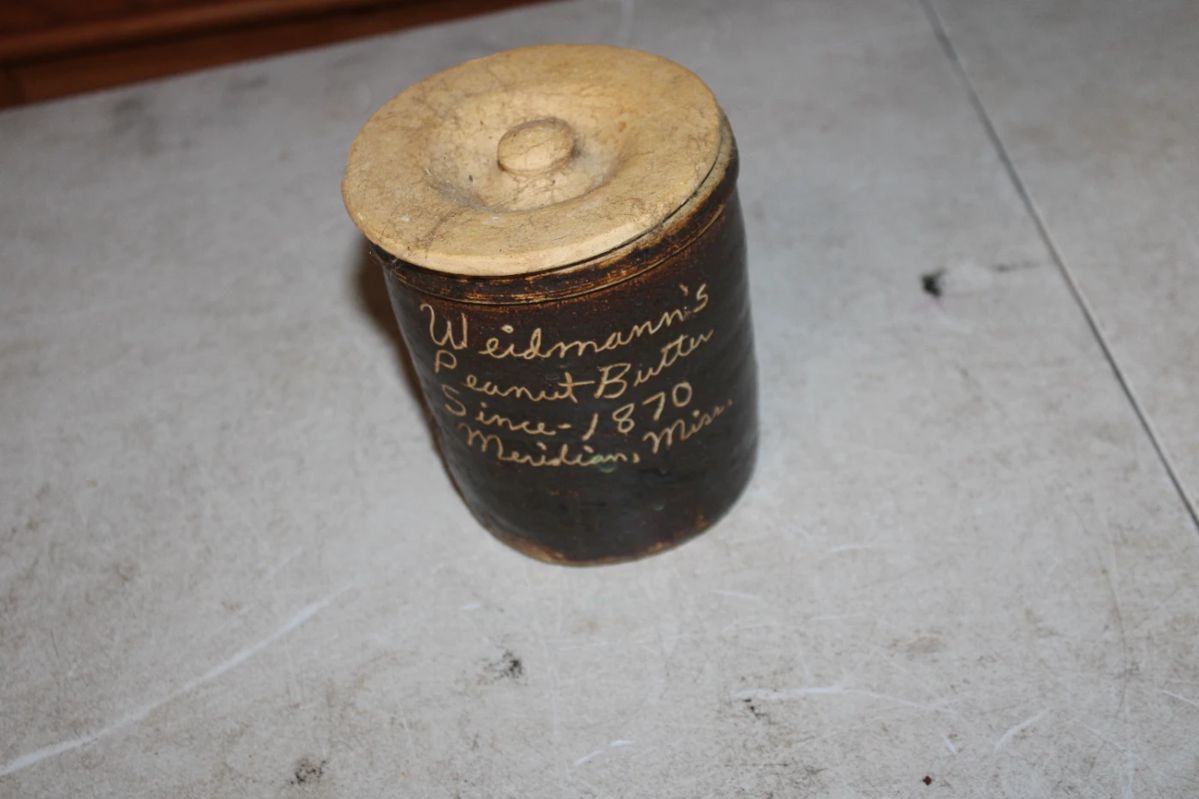 Weidmann's
Peanut Butter
Since-1870
Meridian, Miss.